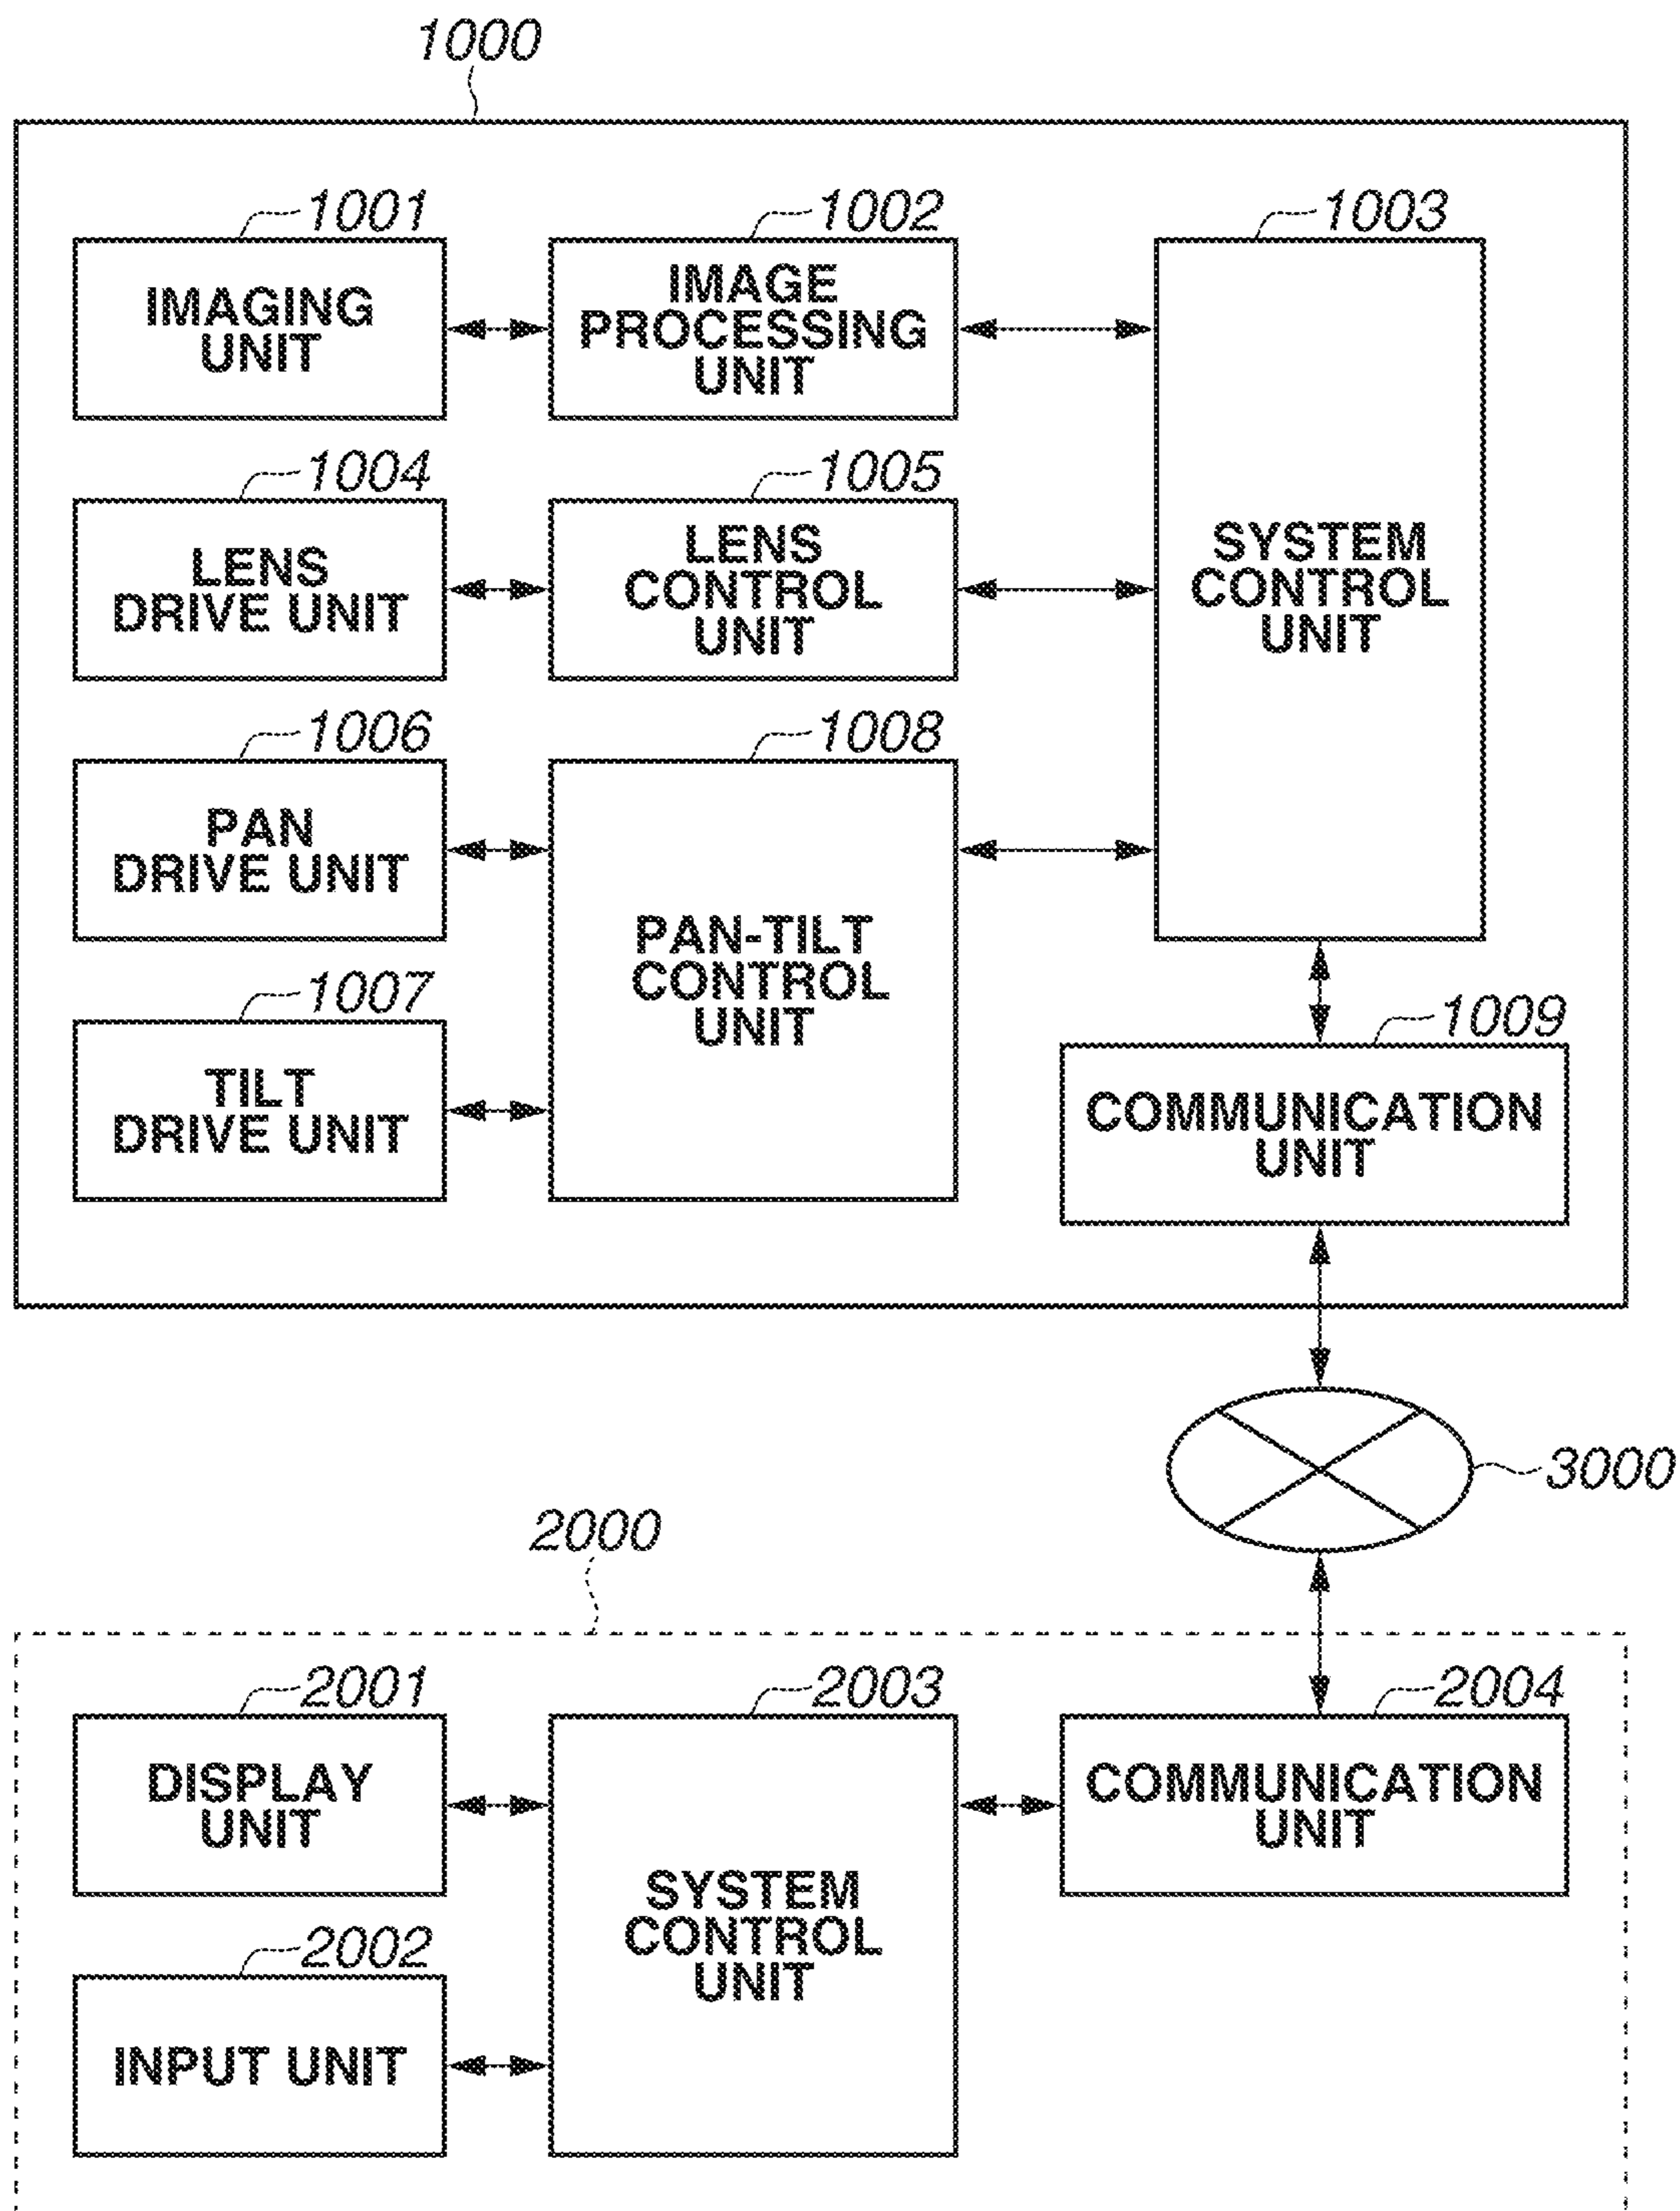 1000
1001
IMAGING
UNIT
1002
IMAGE
PROCESSING
UNIT
1003
SYSTEM
CONTROL
UNIT
1004
LENS
DRIVE UNIT
1005
LENS
CONTROL
UNIT
1006
PAN
DRIVE UNIT
1008
PAN-TILT
CONTROL
UNIT
1007
TILT
DRIVE UNIT
1009
COMMUNICATION
UNIT
3000
2000
2001
DISPLAY
UNIT
2003
SYSTEM
CONTROL
UNIT
2004
COMMUNICATION
UNIT
2002
INPUT UNIT